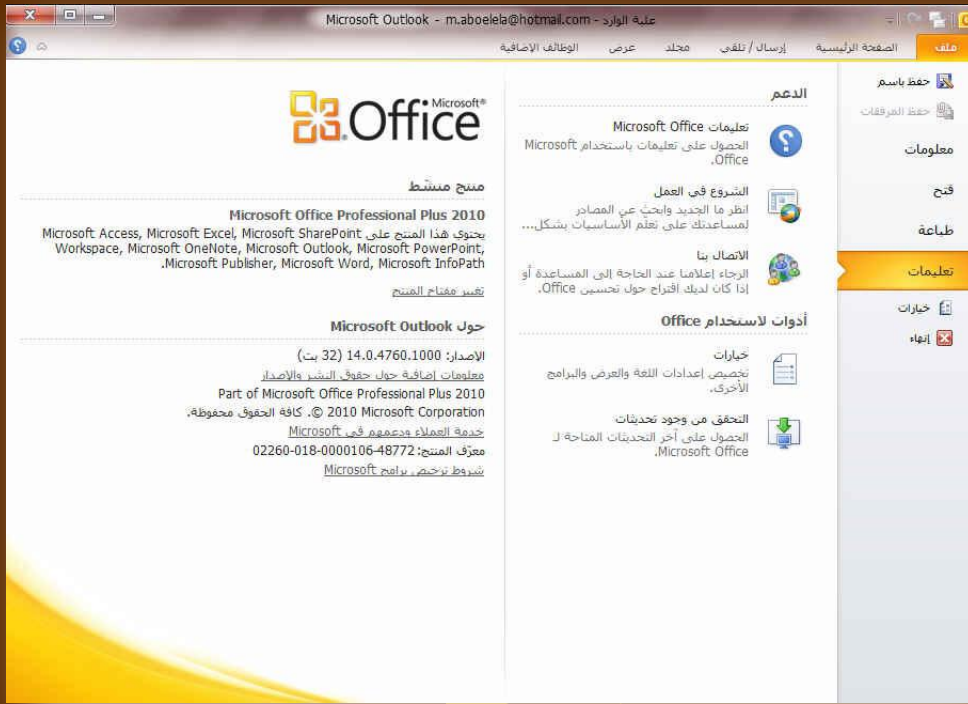 علبة الوارد - Microsoft Outlook - m.aboelela@hotmail.com
ملف
الصفحة الرئيسية
إرسال / تلقي
مجلد
عرض
الوظائف الإضافية
حفظ باسم
حفظ المرفقات
معلومات
فتح
طباعة
تعليمات
خيارات
إنهاء
الدعم
تعليمات Microsoft Office
الحصول على تعليمات باستخدام Microsoft
Office.
الشروع في العمل
انظر ما الجديد وابحث عن المصادر
لمساعدتك على تعلّم الأساسيات بشكل...
الاتصال بنا
الرجاء إعلامنا عند الحاجة إلى المساعدة أو
إذا كان لديك اقتراح حول تحسين Office.
أدوات لاستخدام Office
خيارات
تخصيص إعدادات اللغة والعرض والبرامج
الأخرى.
التحقق من وجود تحديثات
الحصول على آخر التحديثات المتاحة لـ
Microsoft Office.
Microsoft®
Office
منتج منشّط
Microsoft Office Professional Plus 2010
يحتوي هذا المنتج على Microsoft Access, Microsoft Excel, Microsoft SharePoint
Workspace, Microsoft OneNote, Microsoft Outlook, Microsoft PowerPoint,
Microsoft Publisher, Microsoft Word, Microsoft InfoPath.
تغيير مفتاح المنتج
حول Microsoft Outlook
الإصدار: 14.0.4760.1000 (32 بت)
معلومات إضافية حول حقوق النشر والإصدار
Part of Microsoft Office Professional Plus 2010
© 2010 Microsoft Corporation. كافة الحقوق محفوظة.
خدمة العملاء ودعمهم في Microsoft
معرّف المنتج: 02260-018-0000106-48772
شروط ترخيص برامج Microsoft